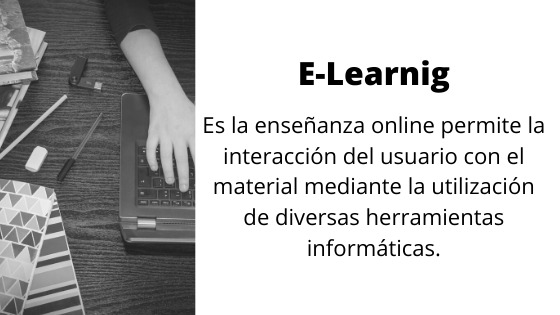 E-Learnig
Es la enseñanza online permite la
interacción del usuario con el
material mediante la utilización
de diversas herramientas
informáticas.